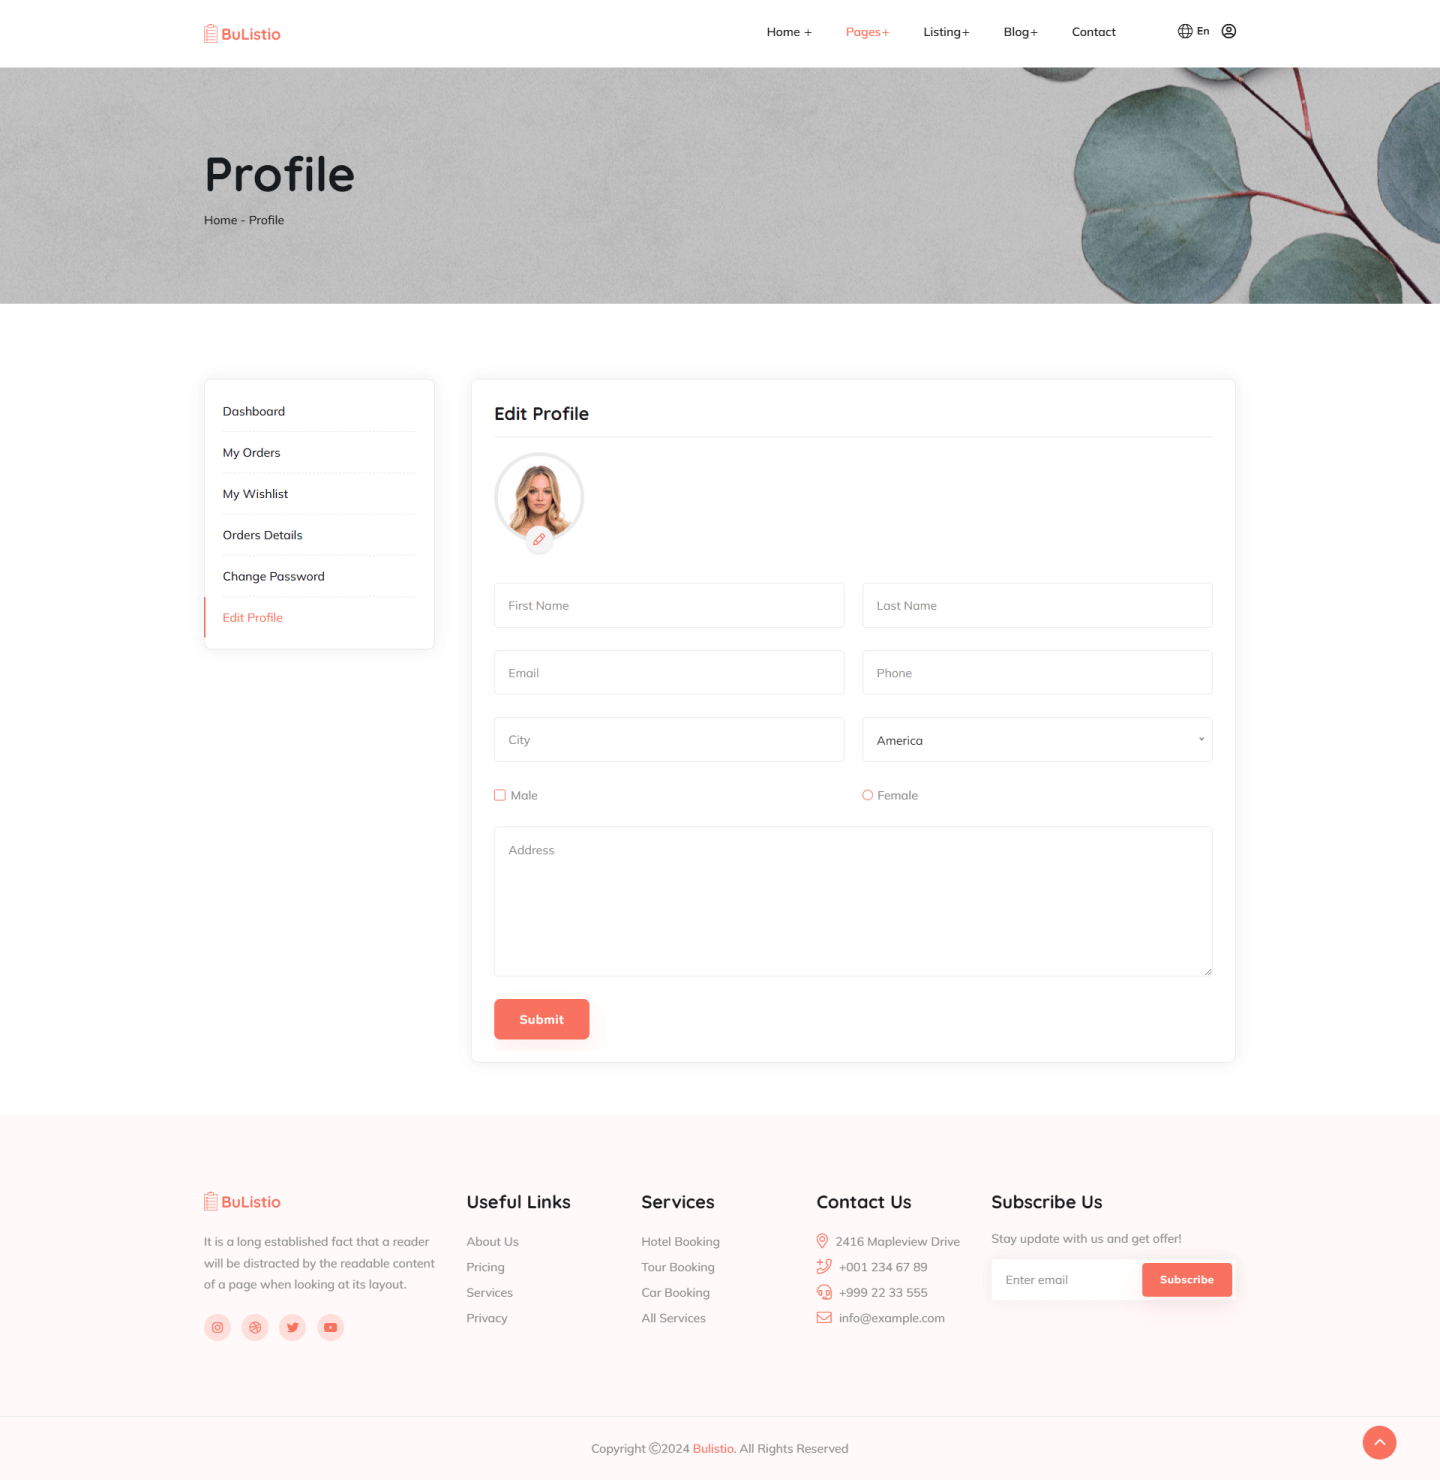 BuListio
Home +
Pages+
Listing+
Blog+
Contact
En
Profile
Home - Profile
Dashboard
My Orders
My Wishlist
Orders Details
Change Password
Edit Profile
Edit Profile
First Name
Last Name
Email
Phone
City
America
Male
Female
Address
Submit
BuListio
It is a long established fact that a reader
will be distracted by the readable content
of a page when looking at its layout.
Useful Links
About Us
Pricing
Services
Privacy
Services
Hotel Booking
Tour Booking
Car Booking
All Services
Contact Us
2416 Mapleview Drive
+001 234 67 89
+999 22 33 555
info@example.com
Subscribe Us
Stay update with us and get offer!
Enter email
Subscribe
Copyright ©2024 Bulistio. All Rights Reserved